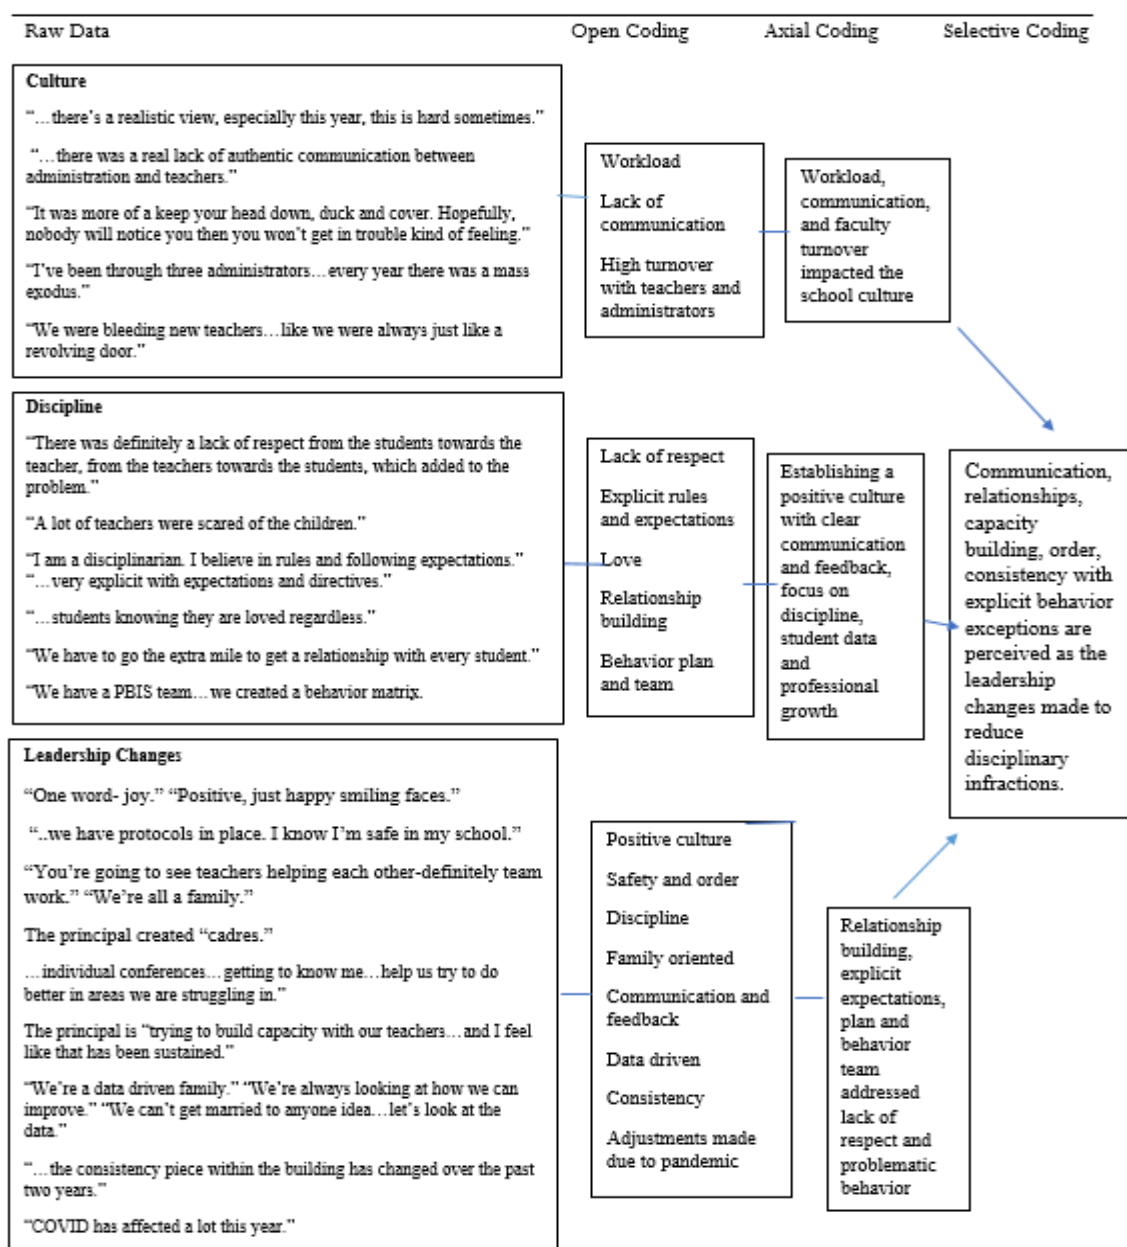 Raw Data
Open Coding
Axial Coding
Selective Coding
Culture
“…there’s a realistic view, especially this year, this is hard sometimes.”
“…there was a real lack of authentic communication between
administration and teachers.”
“It was more of a keep your head down, duck and cover. Hopefully,
nobody will notice you then you won’t get in trouble kind of feeling.”
“I’ve been through three administrators…every year there was a mass
exodus.”
“We were bleeding new teachers…like we were always just like a
revolving door.”
Workload
Lack of
communication
High turnover
with teachers and
administrators
Workload,
communication,
and faculty
turnover
impacted the
school culture
Discipline
“There was definitely a lack of respect from the students towards the
teacher, from the teachers towards the students, which added to the
problem.”
“A lot of teachers were scared of the children.”
“I am a disciplinarian. I believe in rules and following expectations.”
“…very explicit with expectations and directives.”
“…students knowing they are loved regardless.”
“We have to go the extra mile to get a relationship with every student.”
“We have a PBIS team…we created a behavior matrix.
Lack of respect
Explicit rules
and expectations
Love
Relationship
building
Behavior plan
and team
Establishing a
positive culture
with clear
communication
and feedback,
focus on
discipline,
student data
and
professional
growth
Communication,
relationships,
capacity
building, order,
consistency with
explicit behavior
exceptions are
perceived as the
leadership
changes made to
reduce
disciplinary
infractions.
Leadership Changes
“One word- joy.” “Positive, just happy smiling faces.”
“..we have protocols in place. I know I’m safe in my school.”
“You’re going to see teachers helping each other-definitely team
work.” “We’re all a family.”
The principal created “cadres.”
…individual conferences…getting to know me…help us try to do
better in areas we are struggling in.”
The principal is “trying to build capacity with our teachers…and I feel
like that has been sustained.”
“We’re a data driven family.” “We’re always looking at how we can
improve.” “We can’t get married to anyone idea…let’s look at the
data.”
“…the consistency piece within the building has changed over the past
two years.”
“COVID has affected a lot this year.”
Positive culture
Safety and order
Discipline
Family oriented
Communication and
feedback
Data driven
Consistency
Adjustments made
due to pandemic
Relationship
building,
explicit
expectations,
plan and
behavior
team
addressed
lack of
respect and
problematic
behavior